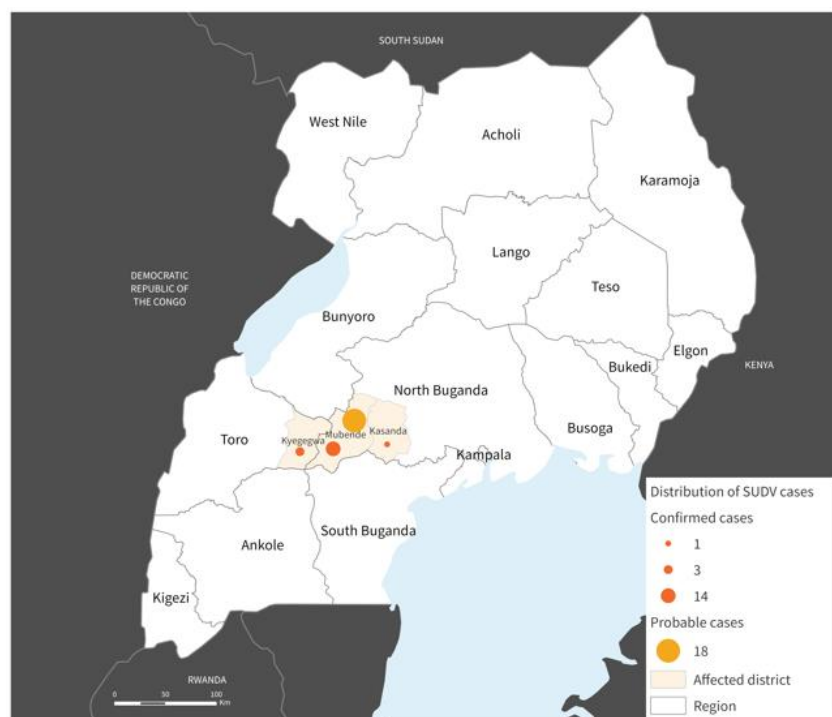 SOUTH SUDAN
West Nile
Acholi
Karamoja
Lango
DEMOCRATIC
REPUBLIC OF
THE CONGO
Teso
Bunyoro
Elgon
Bukedi
KENYA
North Buganda
Busoga
Toro
Kyegegwa
Mubende
Kasanda
Kampala
South Buganda
Ankole
Kigezi
RWANDA
0 50 100
Km
Distribution of SUDV cases
Confirmed cases
1
3
14
Probable cases
18
Affected district
Region